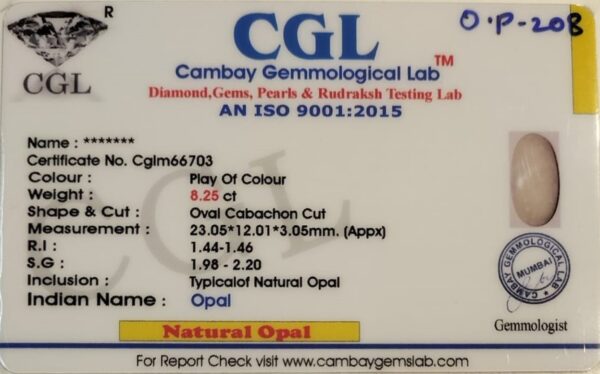 R
CGL
CGL TM
O.P-208
Cambay Gemmological Lab
Diamond,Gems, Pearls & Rudraksh Testing Lab
AN ISO 9001:2015
Name : *******
Certificate No. Cglm66703
Colour : Play Of Colour
Weight : 8.25 ct
Shape & Cut : Oval Cabachon Cut
Measurement : 23.05*12.01*3.05mm. (Appx)
R.I : 1.44-1.46
S.G : 1.98 - 2.20
Inclusion : Typicalof Natural Opal
Indian Name : Opal
CAMBAY GEMMOLOGICAL LAB
MUMBAI
Gemmologist
Natural Opal
For Report Check visit www.cambaygemslab.com
CGL